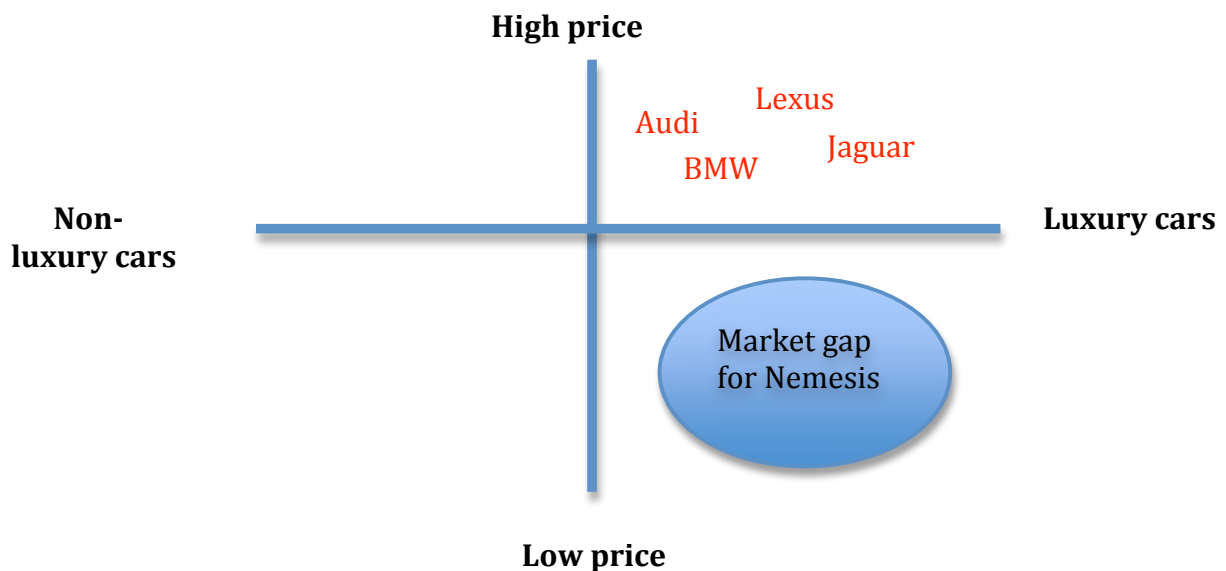 High price
Lexus
Audi
Jaguar
BMW
Non-
luxury cars
Luxury cars
Market gap
for Nemesis
Low price